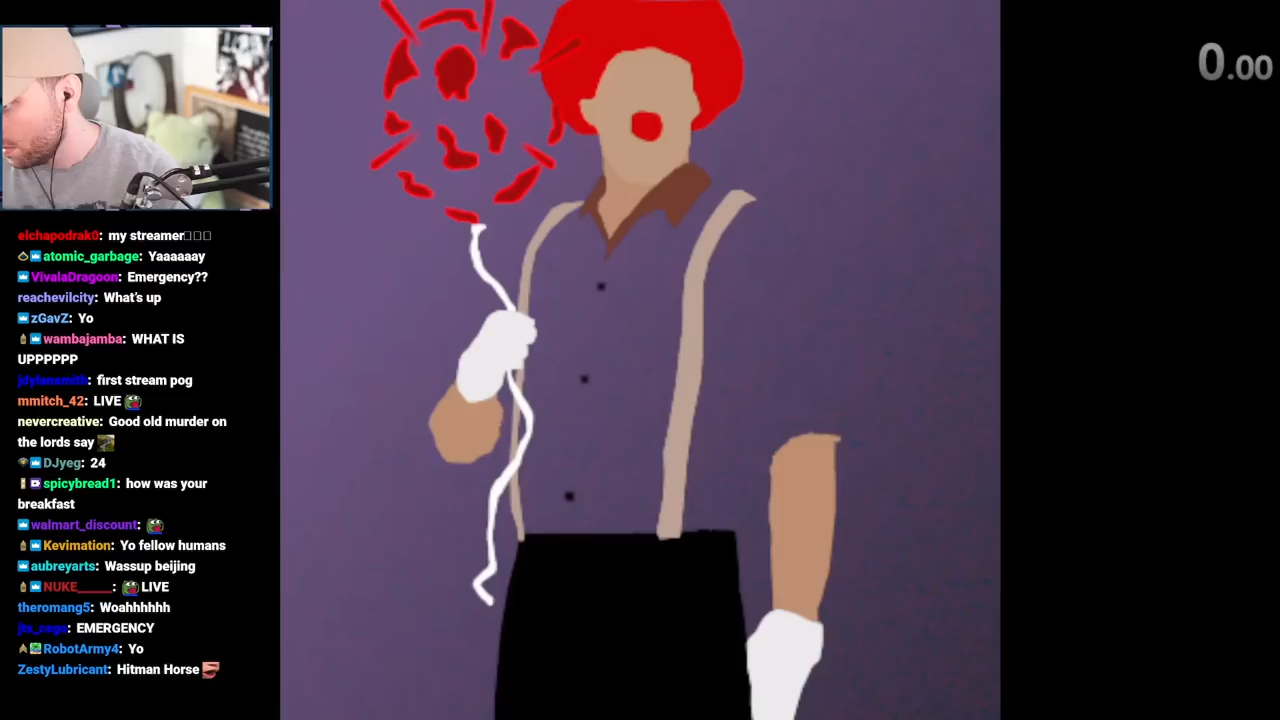 0.00
elchapodrak0: my streamer□□□
atomic_garbage: Yaaaaaay
VivalaDragoon: Emergency??
reachevilcity: What's up
zGavZ: Yo
wambajamba: WHAT IS
UPPPPPP
jdylansmith: first stream pog
mmitch_42: LIVE
nevercreative: Good old murder on
the lords say
DJyeg: 24
spicybread1: how was your
breakfast
walmart_discount:
Kevimation: Yo fellow humans
aubreyarts: Wassup beijing
NUKE_____: LIVE
theromang5: Woahhhhhh
EMERGENCY
RobotArmy4: Yo
ZestyLubricant: Hitman Horse